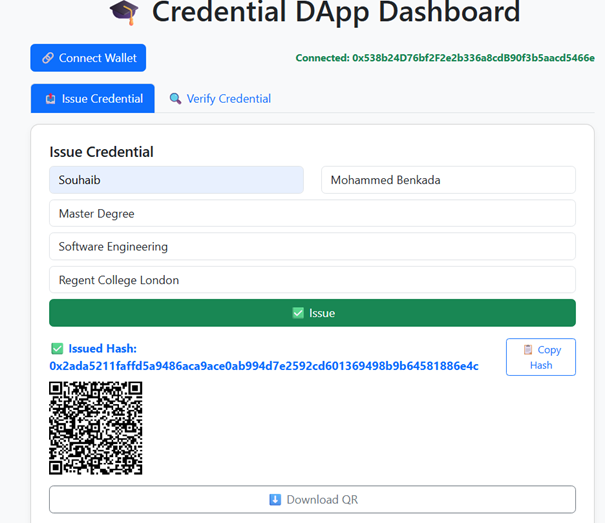 🎓 Credential DApp Dashboard
🔗 Connect Wallet
Connected: 0x538b24D76bf2F2e2b336a8cdB90f3b5aacd5466e
📤 Issue Credential
🔍 Verify Credential
Issue Credential
Souhaib
Mohammed Benkada
Master Degree
Software Engineering
Regent College London
✅ Issue
✅ Issued Hash:
0x2ada5211faffd5a9486aca9ace0ab994d7e2592cd601369498b9b64581886e4c
📋 Copy
Hash
⬇️ Download QR